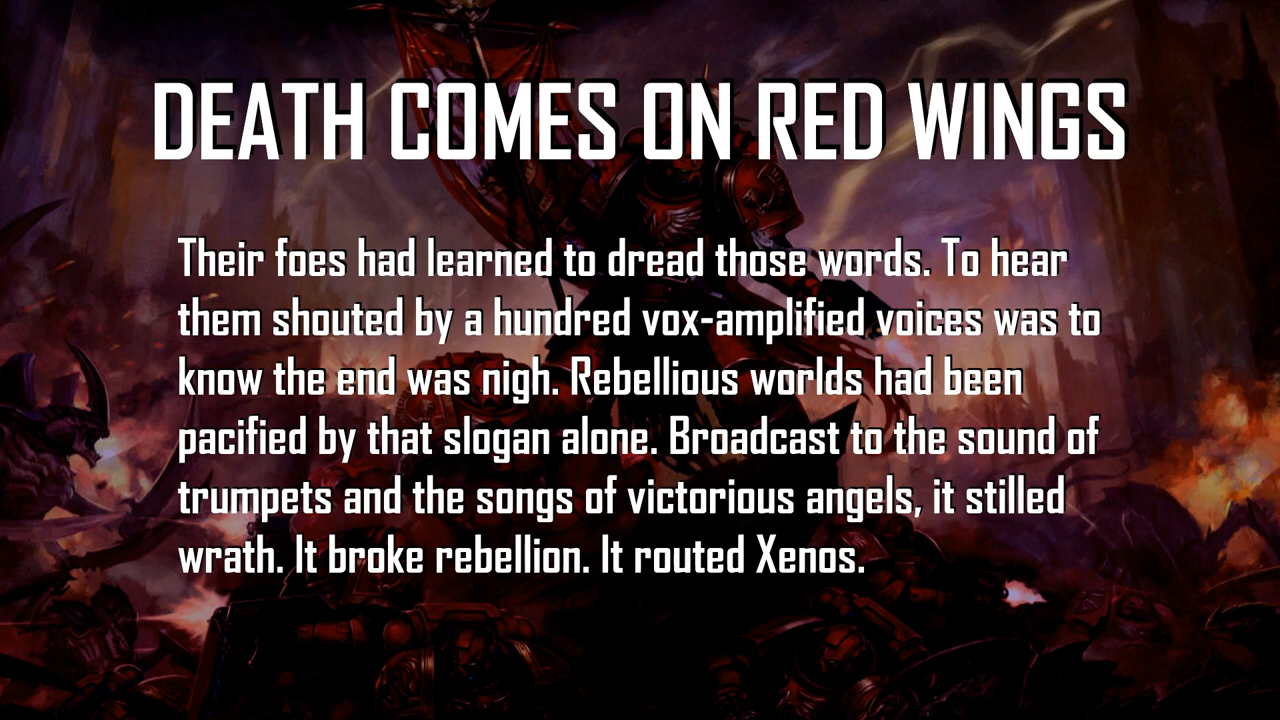 DEATH COMES ON RED WINGS
Their foes had learned to dread those words. To hear
them shouted by a hundred vox-amplified voices was to
know the end was nigh. Rebellious worlds had been
pacified by that slogan alone. Broadcast to the sound of
trumpets and the songs of victorious angels, it stilled
wrath. It broke rebellion. It routed Xenos.